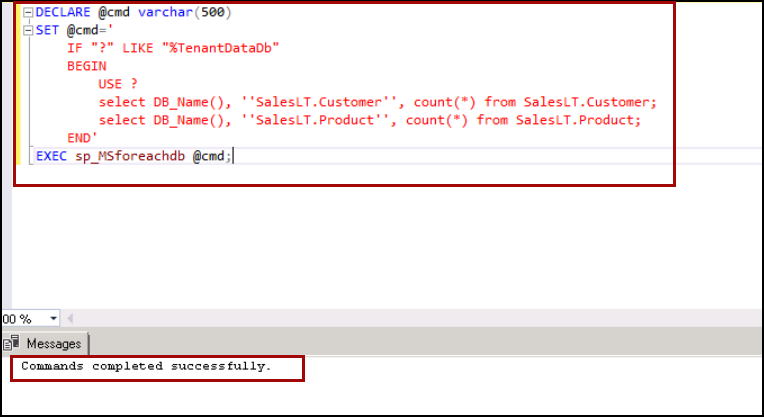 DECLARE @cmd varchar(500)
SET @cmd='
IF "?" LIKE "%TenantDataDb"
BEGIN
USE ?
select DB_Name(), ''SalesLT.Customer'', count(*) from SalesLT.Customer;
select DB_Name(), ''SalesLT.Product'', count(*) from SalesLT.Product;
END'
EXEC sp_MSforeachdb @cmd;
00 %
Messages
Commands completed successfully.